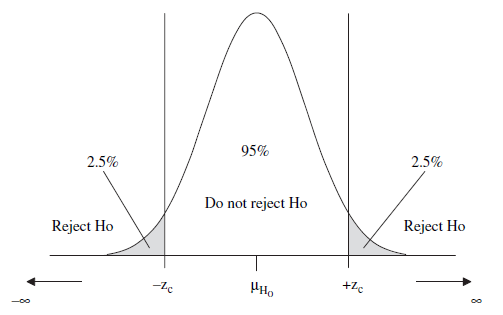 95%
2.5%
2.5%
Do not reject Ho
Reject Ho
Reject Ho
−zc
μHo
+zc
−∞
∞